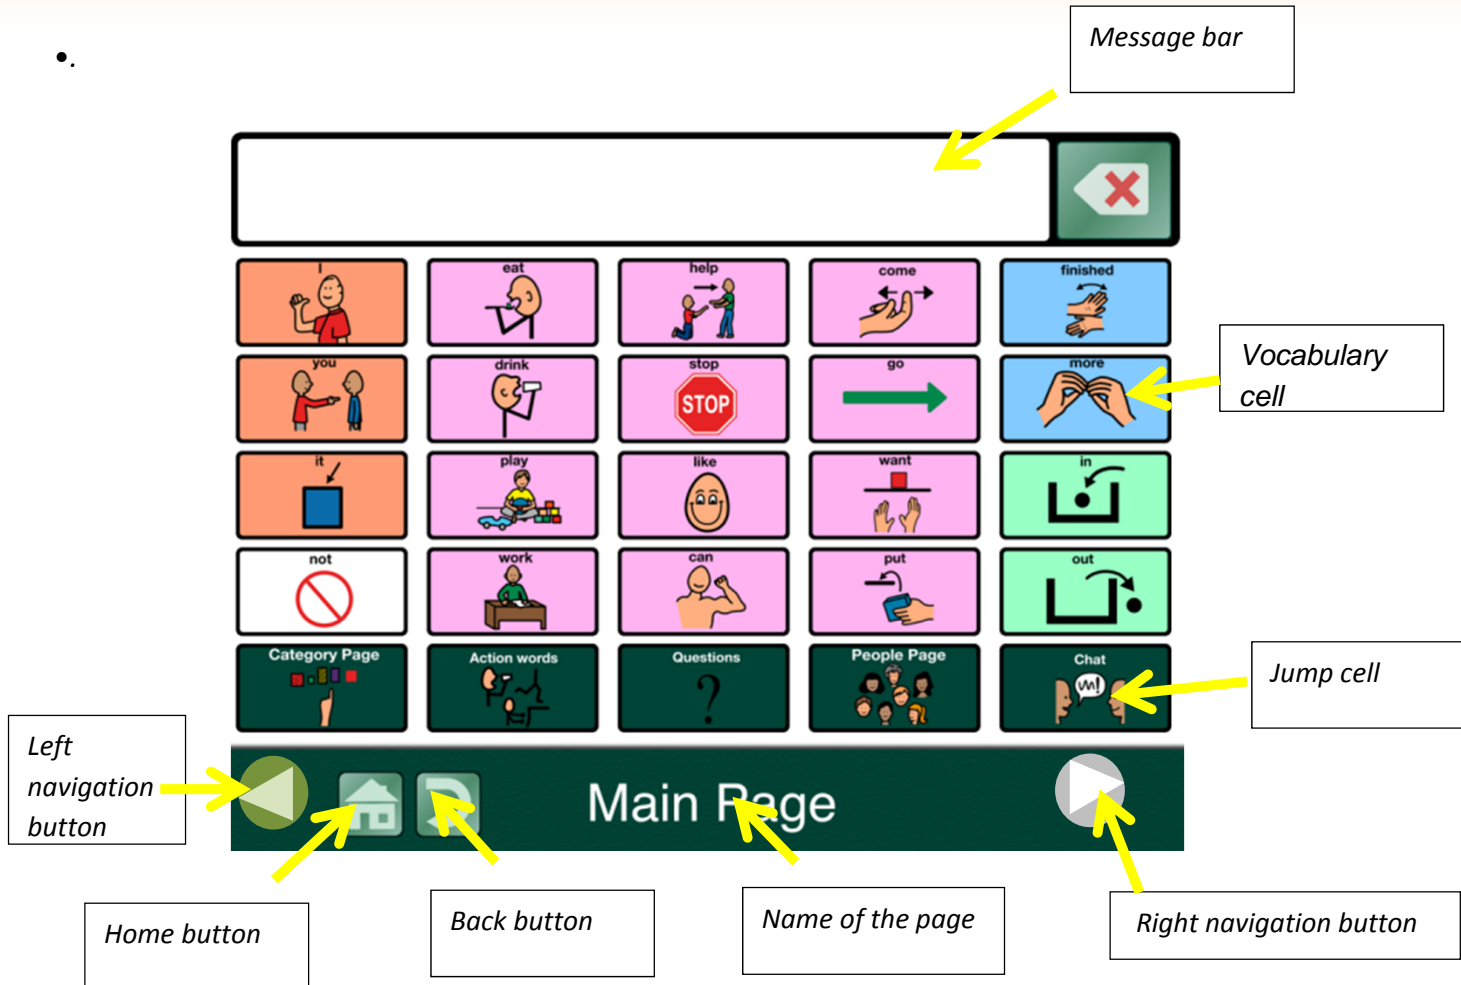 Message bar
•.
I eat help come finished
you drink stop go more
STOP
Vocabulary
cell
it play like want in
not work can put out
Category Page Action words Questions People Page Chat
?
m!
Jump cell
Left
navigation
button
Main Page
Home button
Back button
Name of the page
Right navigation button